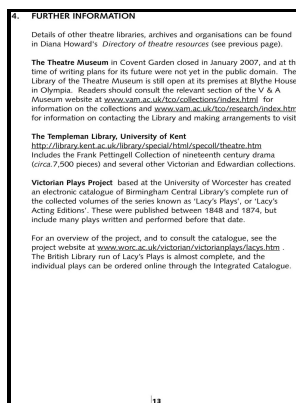 4. FURTHER INFORMATION
Details of other theatre libraries, archives and organisations can be found
in Diana Howard's Directory of theatre resources (see previous page).
The Theatre Museum in Covent Garden closed in January 2007, and at the
time of writing plans for its future were not yet in the public domain. The
Library of the Theatre Museum is still open at its premises at Blythe House
in Olympia. Readers should consult the relevant section of the V & A
Museum website at www.vam.ac.uk/tco/collections/index.html for
information on the collections and www.vam.ac.uk/tco/research/index.htm
for information on contacting the Library and making arrangements to visit
The Templeman Library, University of Kent
http://library.kent.ac.uk/library/special/html/specoll/theatre.htm
Includes the Frank Pettingell Collection of nineteenth century drama
(circa.7,500 pieces) and several other Victorian and Edwardian collections.
Victorian Plays Project based at the University of Worcester has created
an electronic catalogue of Birmingham Central Library's complete run of
the collected volumes of the series known as 'Lacy's Plays', or 'Lacy's
Acting Editions'. These were published between 1848 and 1874, but
include many plays written and performed before that date.
For an overview of the project, and to consult the catalogue, see the
project website at www.worc.ac.uk/victorian/victorianplays/lacys.htm .
The British Library run of Lacy's Plays is almost complete, and the
individual plays can be ordered online through the Integrated Catalogue.
13